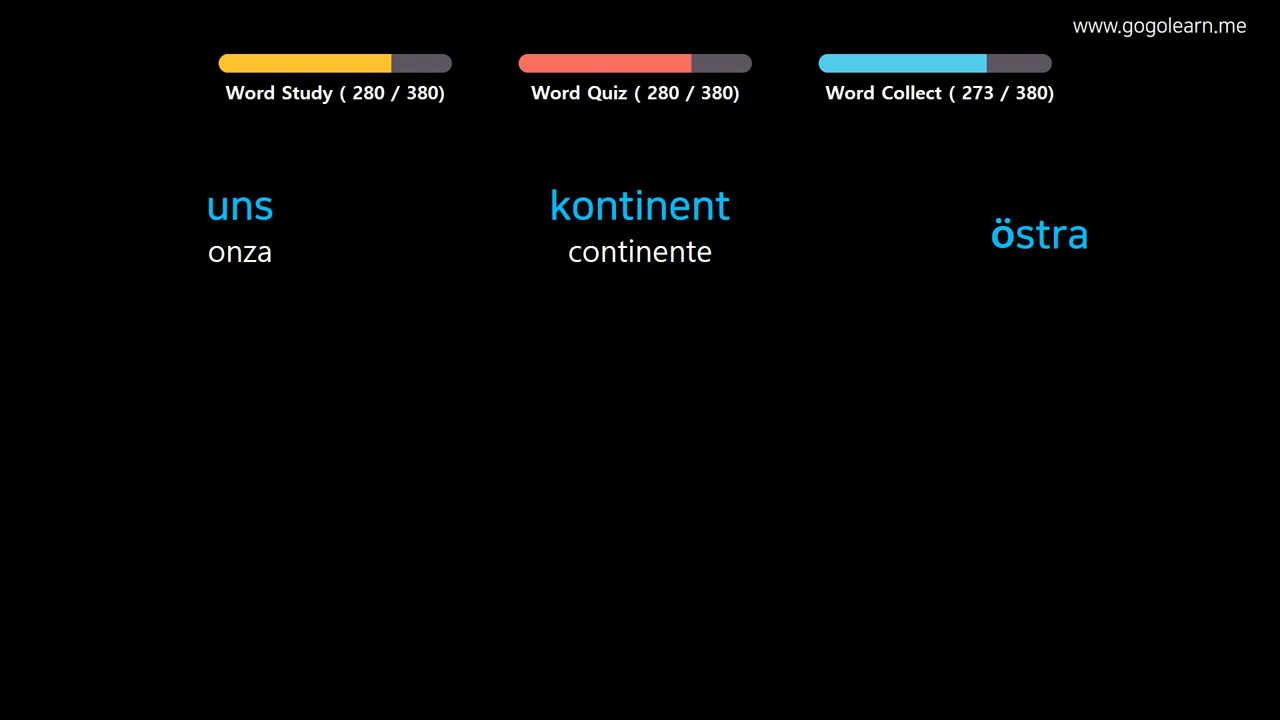 www.gogolearn.me
Word Study ( 280 / 380)
Word Quiz ( 280 / 380)
Word Collect ( 273 / 380)
uns
onza
kontinent
continente
östra